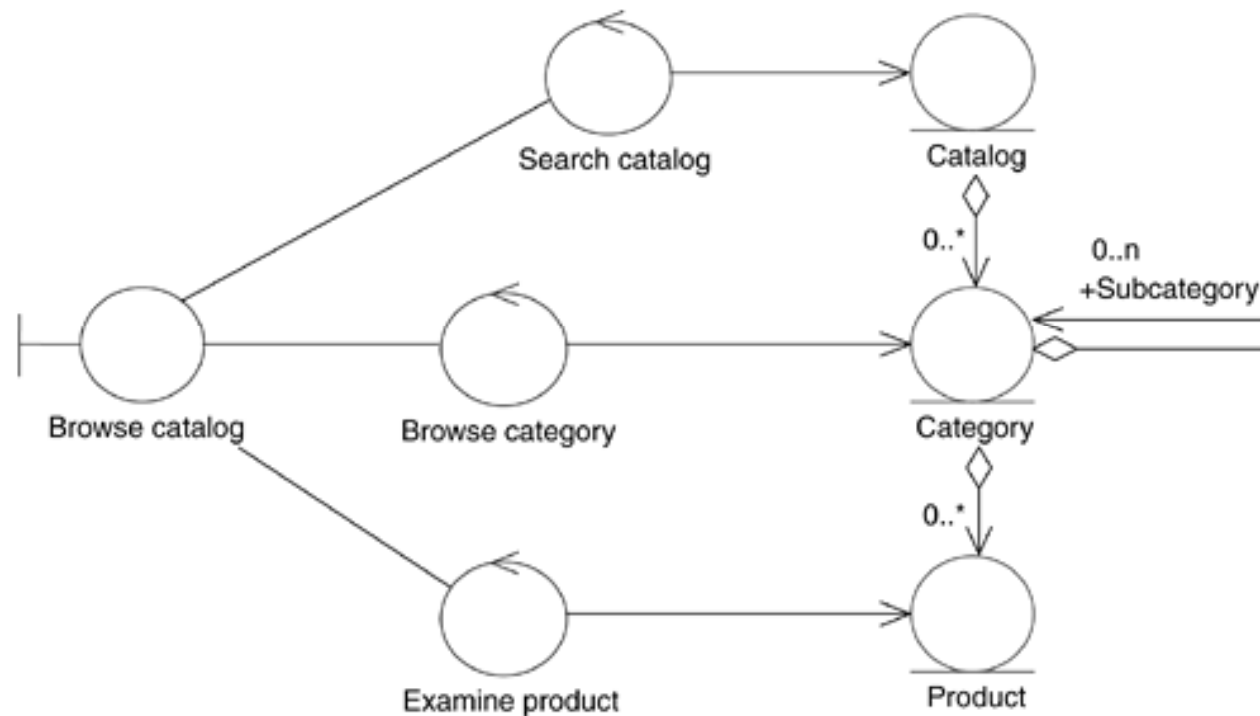 Search catalog
Catalog
0..*
0..n
+Subcategory
Browse catalog
Browse category
Category
0..*
Examine product
Product